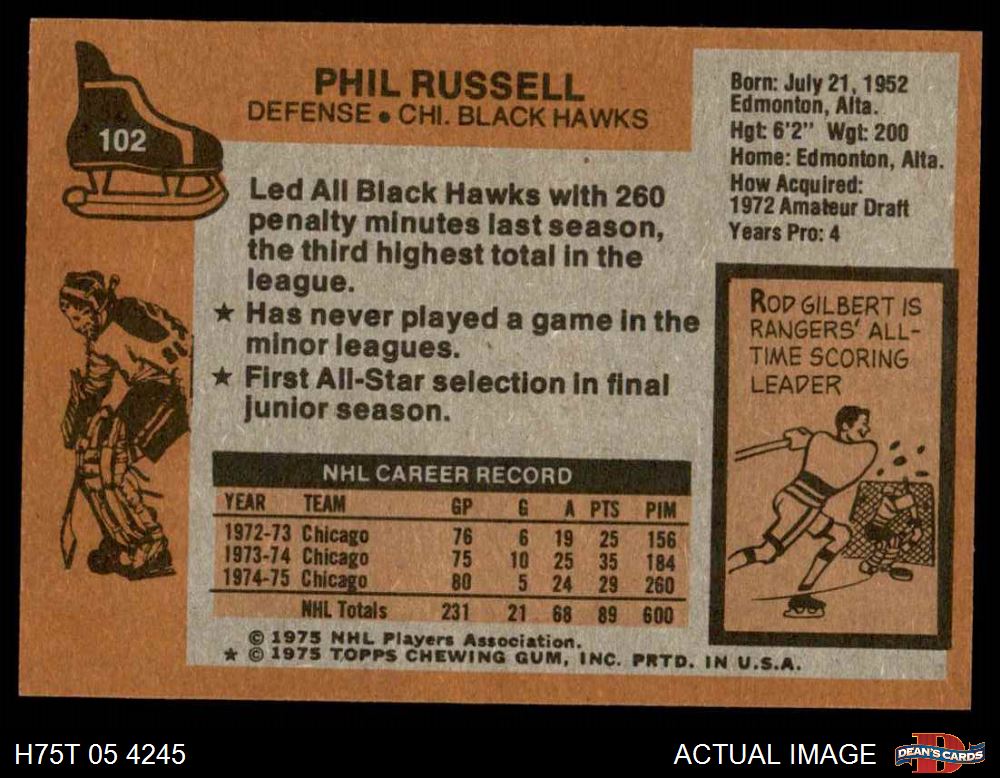 102
PHIL RUSSELL
DEFENSE • CHI. BLACK HAWKS
Born: July 21, 1952
Edmonton, Alta.
Hgt: 6'2" Wgt: 200
Home: Edmonton, Alta.
How Acquired:
1972 Amateur Draft
Years Pro: 4
Led All Black Hawks with 260
penalty minutes last season,
the third highest total in the
league.
★ Has never played a game in the
minor leagues.
★ First All-Star selection in final
junior season.
ROD GILBERT IS
RANGERS' ALL-
TIME SCORING
LEADER
NHL CAREER RECORD
YEAR TEAM GP G A PTS PIM
1972-73 Chicago 76 6 19 25 156
1973-74 Chicago 75 10 25 35 184
1974-75 Chicago 80 5 24 29 260
NHL Totals 231 21 68 89 600
© 1975 NHL Players Association.
★ © 1975 TOPPS CHEWING GUM, INC. PRTD. IN U.S.A.
H75T 05 4245
ACTUAL IMAGE
D
DEAN'S CARDS